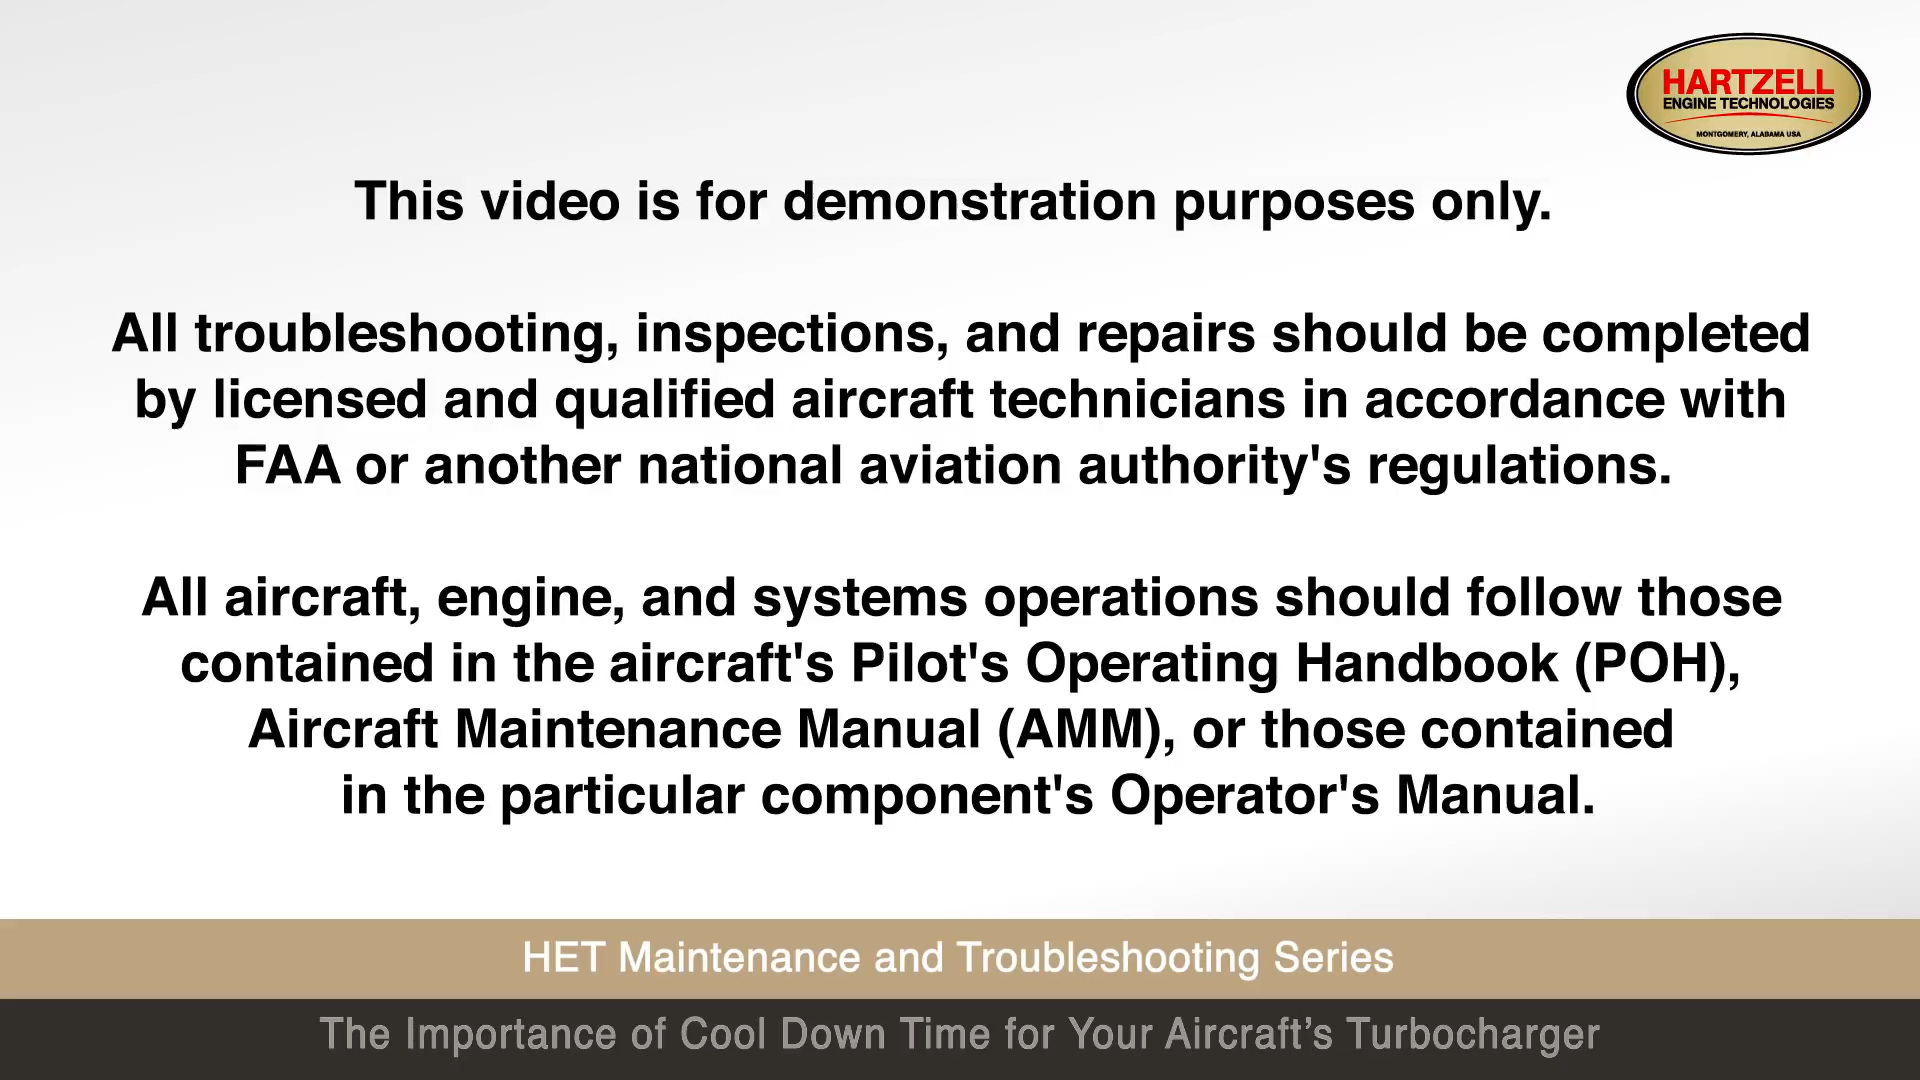 HARTZELL
ENGINE TECHNOLOGIES
MONTGOMERY, ALABAMA USA
This video is for demonstration purposes only.
All troubleshooting, inspections, and repairs should be completed
by licensed and qualified aircraft technicians in accordance with
FAA or another national aviation authority's regulations.
All aircraft, engine, and systems operations should follow those
contained in the aircraft's Pilot's Operating Handbook (POH),
Aircraft Maintenance Manual (AMM), or those contained
in the particular component's Operator's Manual.
HET Maintenance and Troubleshooting Series
The Importance of Cool Down Time for Your Aircraft’s Turbocharger